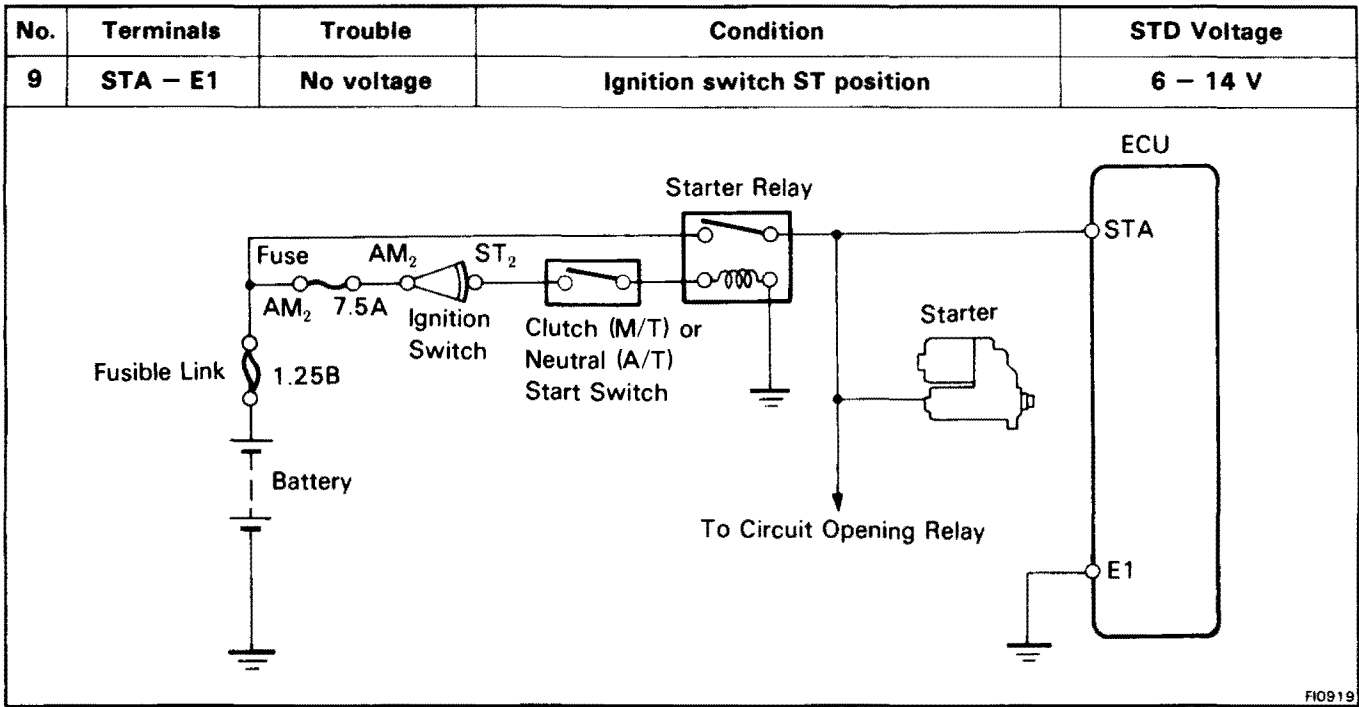 No. Terminals Trouble Condition STD Voltage
9 STA – E1 No voltage Ignition switch ST position 6 – 14 V
ECU
Starter Relay
STA
Fuse AM₂ ST₂
AM₂ 7.5A Ignition
Switch
Clutch (M/T) or
Neutral (A/T)
Start Switch
Starter
Fusible Link 1.25B
Battery
To Circuit Opening Relay
E1
FI0919